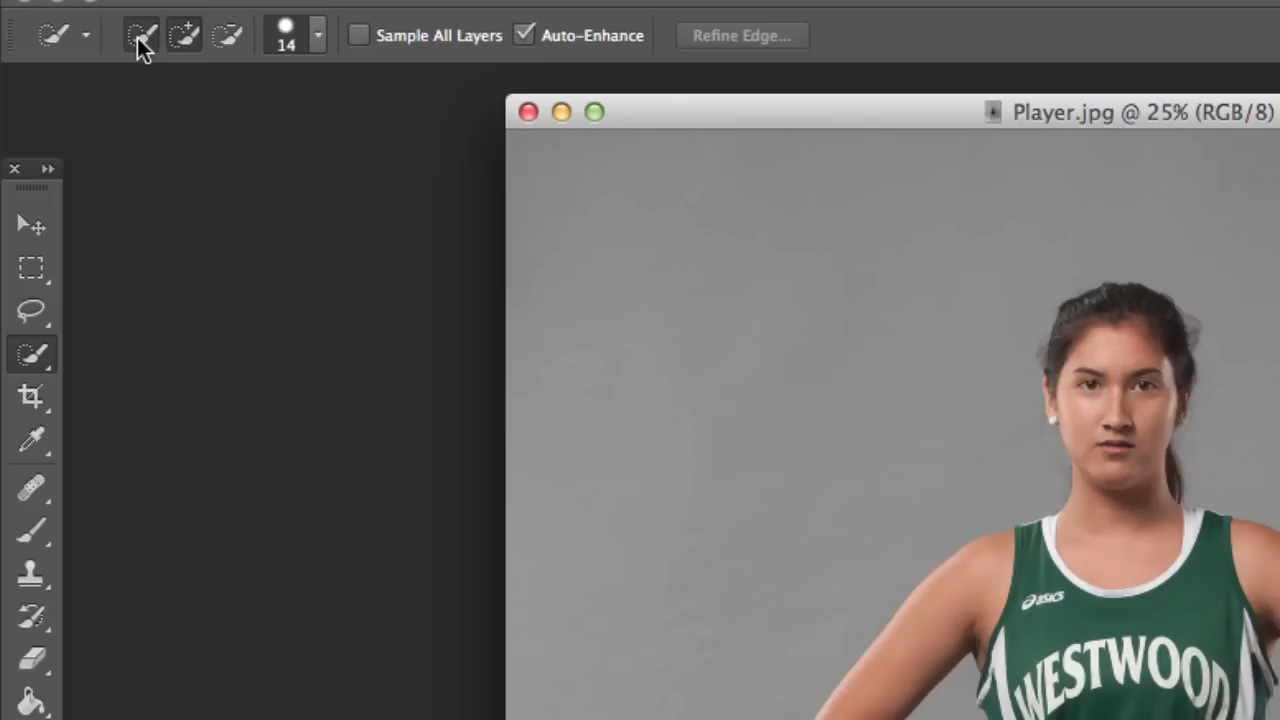 14
Sample All Layers
Auto-Enhance
Refine Edge...
Player.jpg @ 25% (RGB/8)
asics
WESTWOOD